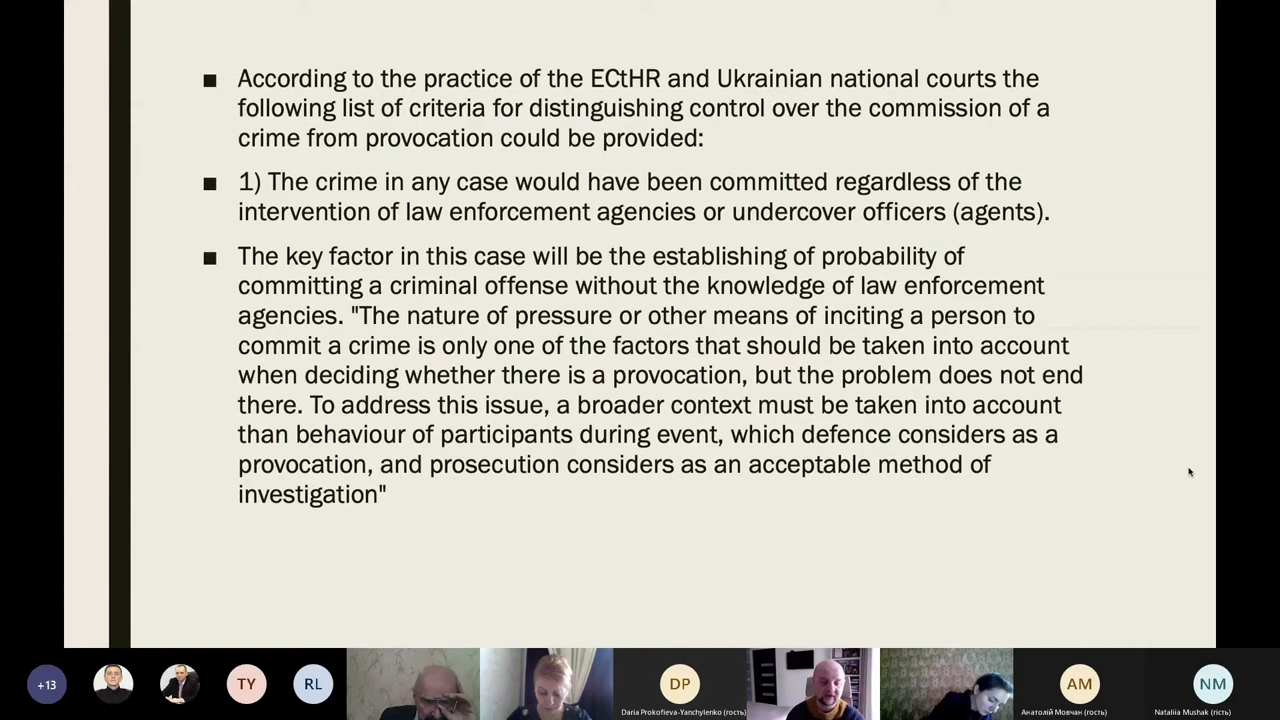 ■ According to the practice of the ECtHR and Ukrainian national courts the
following list of criteria for distinguishing control over the commission of a
crime from provocation could be provided:
■ 1) The crime in any case would have been committed regardless of the
intervention of law enforcement agencies or undercover officers (agents).
■ The key factor in this case will be the establishing of probability of
committing a criminal offense without the knowledge of law enforcement
agencies. "The nature of pressure or other means of inciting a person to
commit a crime is only one of the factors that should be taken into account
when deciding whether there is a provocation, but the problem does not end
there. To address this issue, a broader context must be taken into account
than behaviour of participants during event, which defence considers as a
provocation, and prosecution considers as an acceptable method of
investigation"
+13
TY
RL
DP
Daria Prokofieva-Yanchylenko (гость)
AM
Анатолій Мовчан (гость)
NM
Nataliia Mushak (гість)